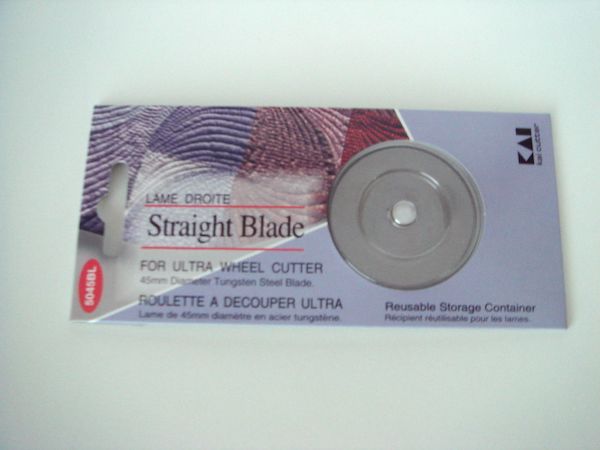 KAI
kai cutter
LAME DROITE
Straight Blade
FOR ULTRA WHEEL CUTTER
45mm Diameter Tungsten Steel Blade.
ROULETTE A DECOUPER ULTRA
Lame de 45mm diamètre en acier tungstène.
5045BL
Reusable Storage Container
Récipient réutilisable pour les lames.